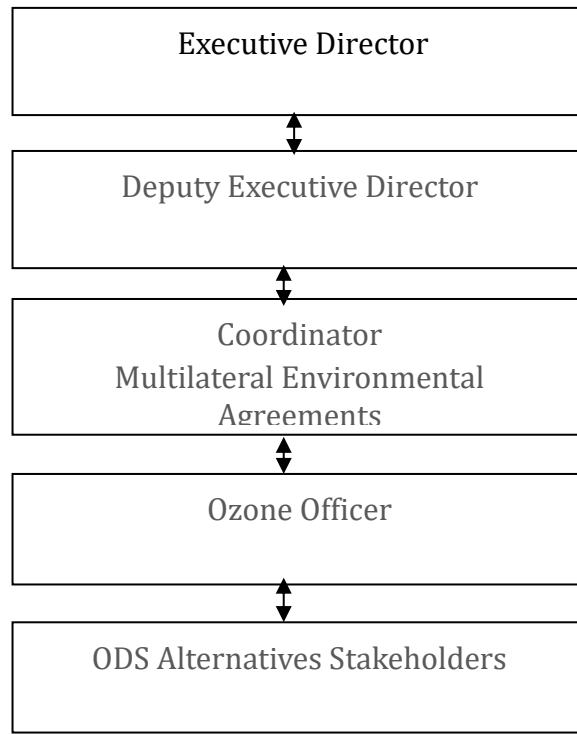 Executive Director
Deputy Executive Director
Coordinator
Multilateral Environmental
Agreements
Ozone Officer
ODS Alternatives Stakeholders